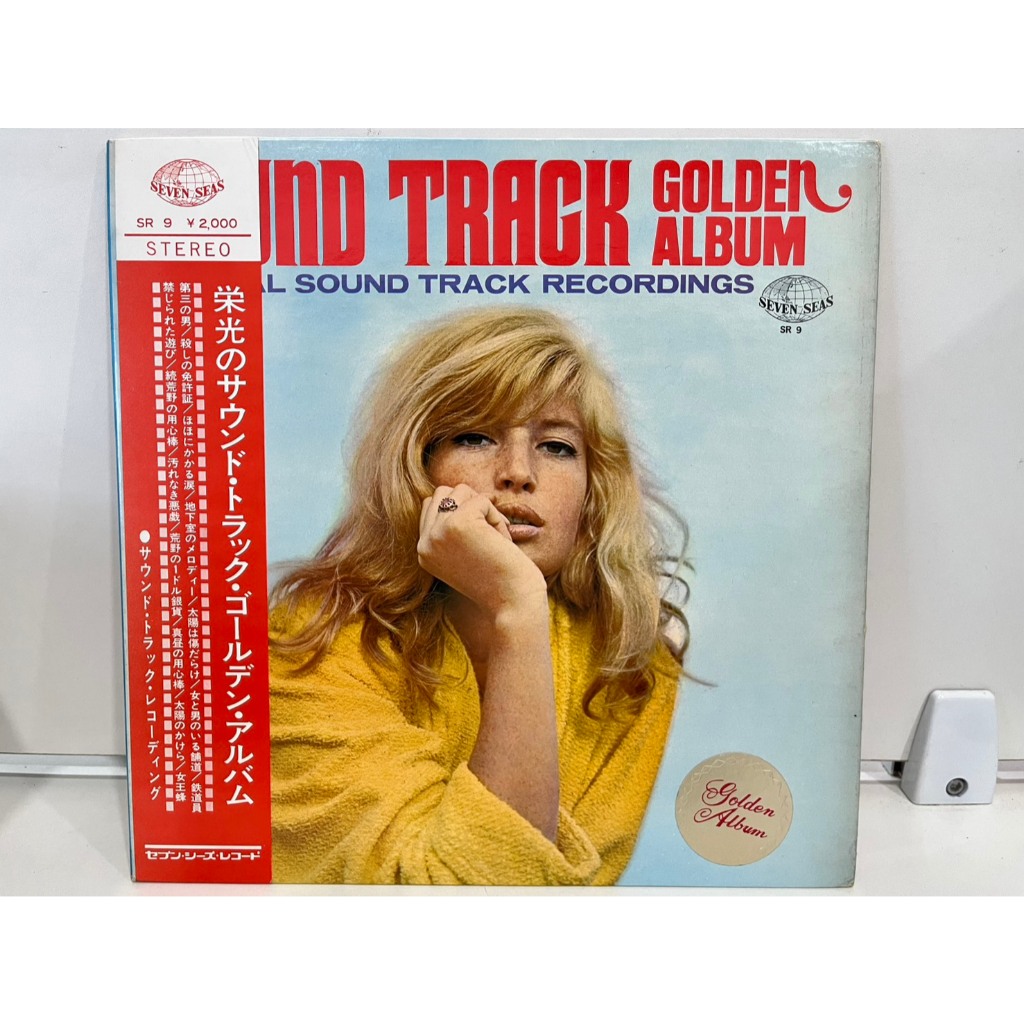 SEVEN SEAS
SR 9 ¥2,000
STEREO
栄光のサウンド・トラック・ゴールデン・アルバム
第三の男/殺しの免許証/ほほにかかる涙/地下室のメロディー/太陽は傷だらけ/女と男のいる舗道/鉄道員
禁じられた遊び/続荒野の用心棒/汚れなき悪戯/荒野の1ドル銀貨/真昼の用心棒/太陽のかけら/女王蜂
●サウンド・トラック・レコーディング
セブン・シーズ・レコード
UND TRACK GOLDEN
ALBUM
AL SOUND TRACK RECORDINGS
SEVEN SEAS
SR 9
Golden
Album